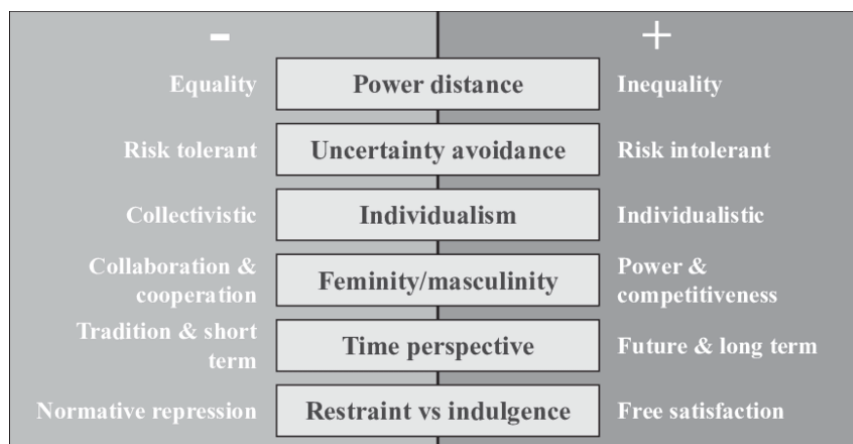 - +
Equality Power distance Inequality
Risk tolerant Uncertainty avoidance Risk intolerant
Collectivistic Individualism Individualistic
Collaboration & cooperation Feminity/masculinity Power & competitiveness
Tradition & short term Time perspective Future & long term
Normative repression Restraint vs indulgence Free satisfaction